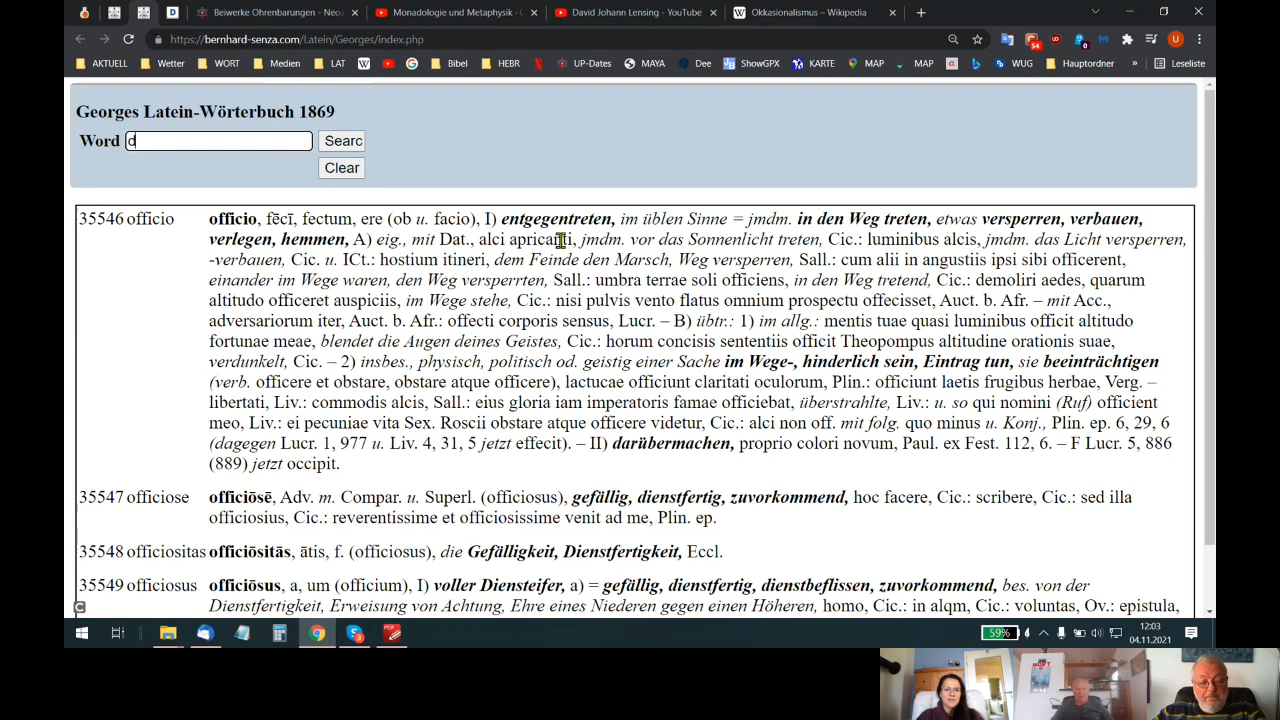 Beiwerke Ohrenbarungen - Neoa
Monadologie und Metaphysik - G
David Johann Lensing - YouTube
Okkasionalismus – Wikipedia
https://bernhard-senza.com/Latein/Georges/index.php
AKTUELL Wetter WORT Medien LAT Bibel HEBR UP-Dates MAYA Dee ShowGPX KARTE MAP MAP WUG Hauptordner » Leseliste
Georges Latein-Wörterbuch 1869
Word d Searc
Clear
35546 officio officio, fēcī, fectum, ere (ob u. facio), I) entgegentreten, im üblen Sinne = jmdm. in den Weg treten, etwas versperren, verbauen,
verlegen, hemmen, A) eig., mit Dat., alci apricanti, jmdm. vor das Sonnenlicht treten, Cic.: luminibus alcis, jmdm. das Licht versperren,
-verbauen, Cic. u. ICt.: hostium itineri, dem Feinde den Marsch, Weg versperren, Sall.: cum alii in angustiis ipsi sibi officerent,
einander im Wege waren, den Weg versperrten, Sall.: umbra terrae soli officiens, in den Weg tretend, Cic.: demoliri aedes, quarum
altitudo officeret auspiciis, im Wege stehe, Cic.: nisi pulvis vento flatus omnium prospectu offecisset, Auct. b. Afr. – mit Acc.,
adversariorum iter, Auct. b. Afr.: offecti corporis sensus, Lucr. – B) übtr.: 1) im allg.: mentis tuae quasi luminibus officit altitudo
fortunae meae, blendet die Augen deines Geistes, Cic.: horum concisis sententiis officit Theopompus altitudine orationis suae,
verdunkelt, Cic. – 2) insbes., physisch, politisch od. geistig einer Sache im Wege-, hinderlich sein, Eintrag tun, sie beeinträchtigen
(verb. officere et obstare, obstare atque officere), lactucae officiunt claritati oculorum, Plin.: officiunt laetis frugibus herbae, Verg. –
libertati, Liv.: commodis alcis, Sall.: eius gloria iam imperatoris famae officiebat, überstrahlte, Liv.: u. so qui nomini (Ruf) officient
meo, Liv.: ei pecuniae vita Sex. Roscii obstare atque officere videtur, Cic.: alci non off. mit folg. quo minus u. Konj., Plin. ep. 6, 29, 6
(dagegen Lucr. 1, 977 u. Liv. 4, 31, 5 jetzt effecit). – II) darübermachen, proprio colori novum, Paul. ex Fest. 112, 6. – F Lucr. 5, 886
(889) jetzt occipit.
35547 officiose officiōsē, Adv. m. Compar. u. Superl. (officiosus), gefällig, dienstfertig, zuvorkommend, hoc facere, Cic.: scribere, Cic.: sed illa
officiosius, Cic.: reverentissime et officiosissime venit ad me, Plin. ep.
35548 officiositas officiōsitās, ātis, f. (officiosus), die Gefälligkeit, Dienstfertigkeit, Eccl.
35549 officiosus officiōsus, a, um (officium), I) voller Diensteifer, a) = gefällig, dienstfertig, dienstbeflissen, zuvorkommend, bes. von der
Dienstfertigkeit, Erweisung von Achtung, Ehre eines Niederen gegen einen Höheren, homo, Cic.: in alqm, Cic.: voluntas, Ov.: epistula,
59%
12:03
04.11.2021